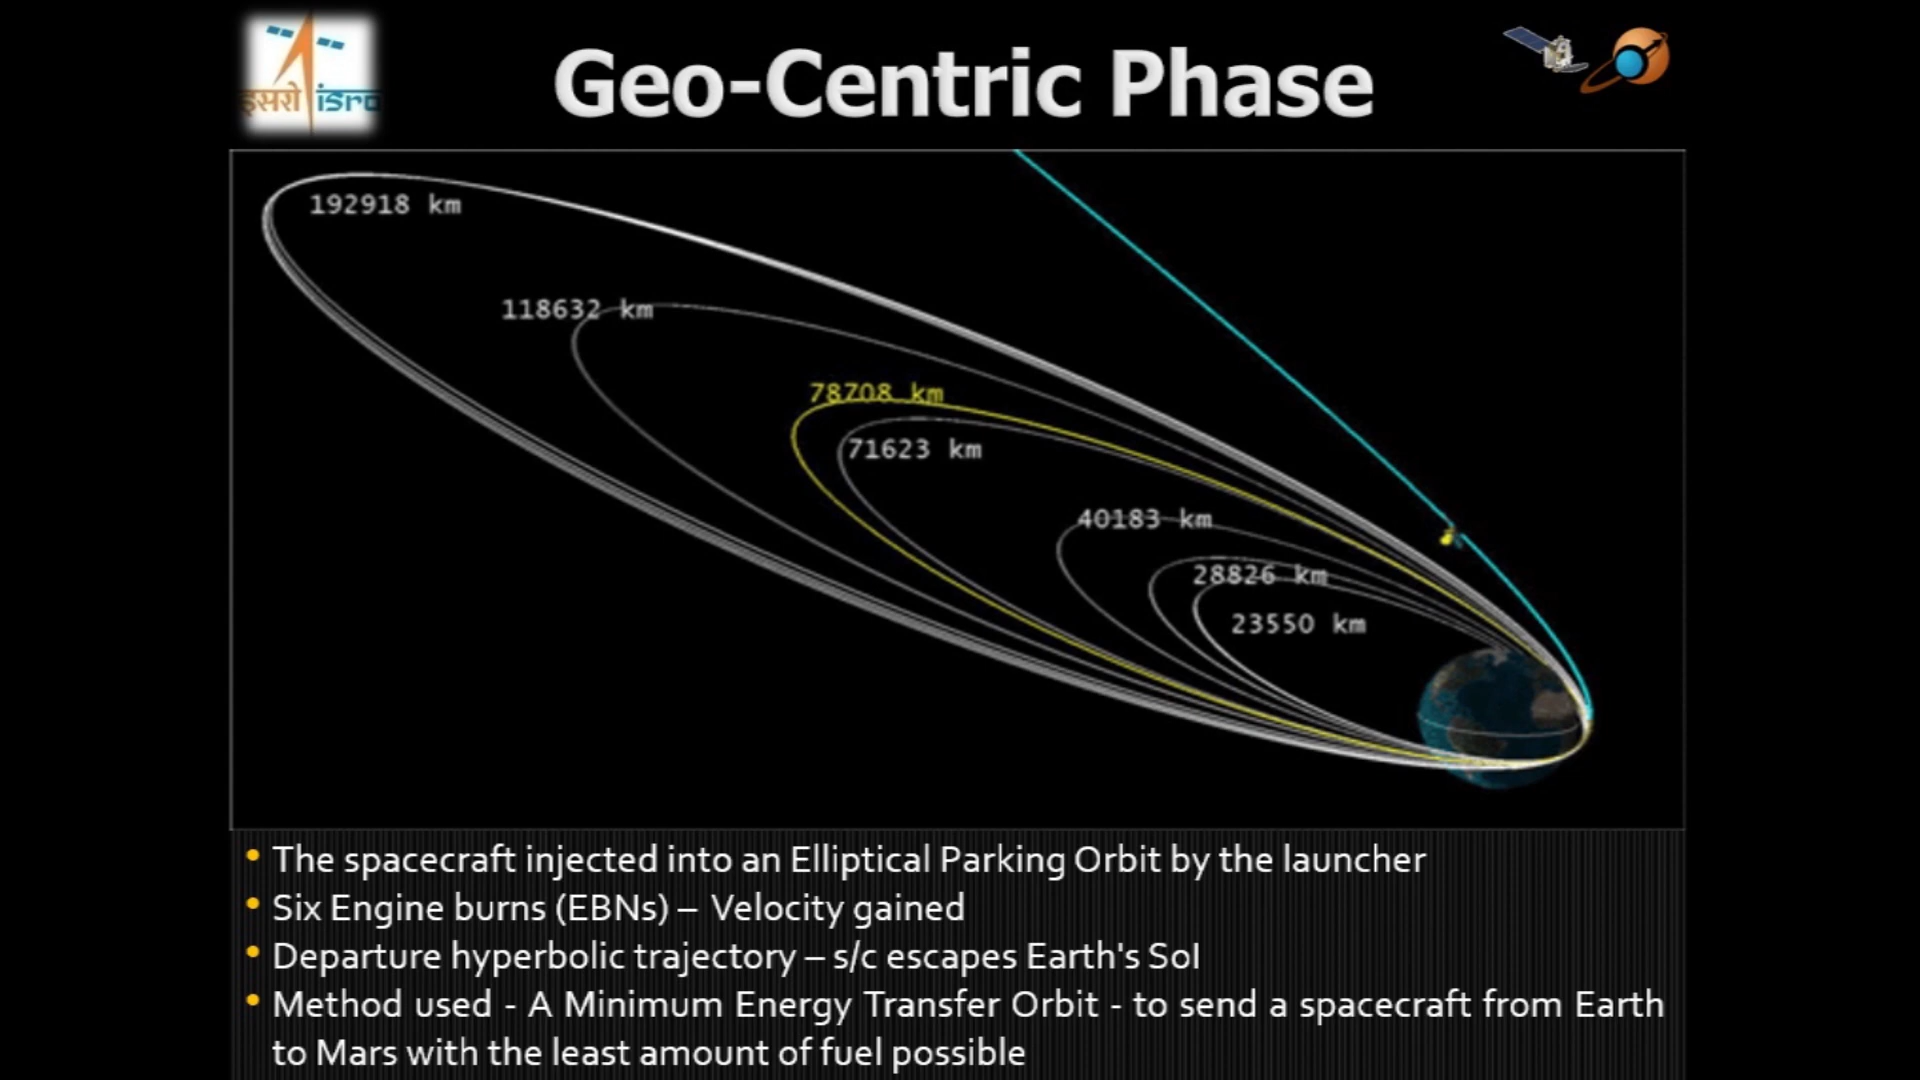 इसरो isro
Geo-Centric Phase
192918 km
118632 km
78708 km
71623 km
40183 km
28826 km
23550 km
• The spacecraft injected into an Elliptical Parking Orbit by the launcher
• Six Engine burns (EBNs) – Velocity gained
• Departure hyperbolic trajectory – s/c escapes Earth's SoI
• Method used - A Minimum Energy Transfer Orbit - to send a spacecraft from Earth
to Mars with the least amount of fuel possible